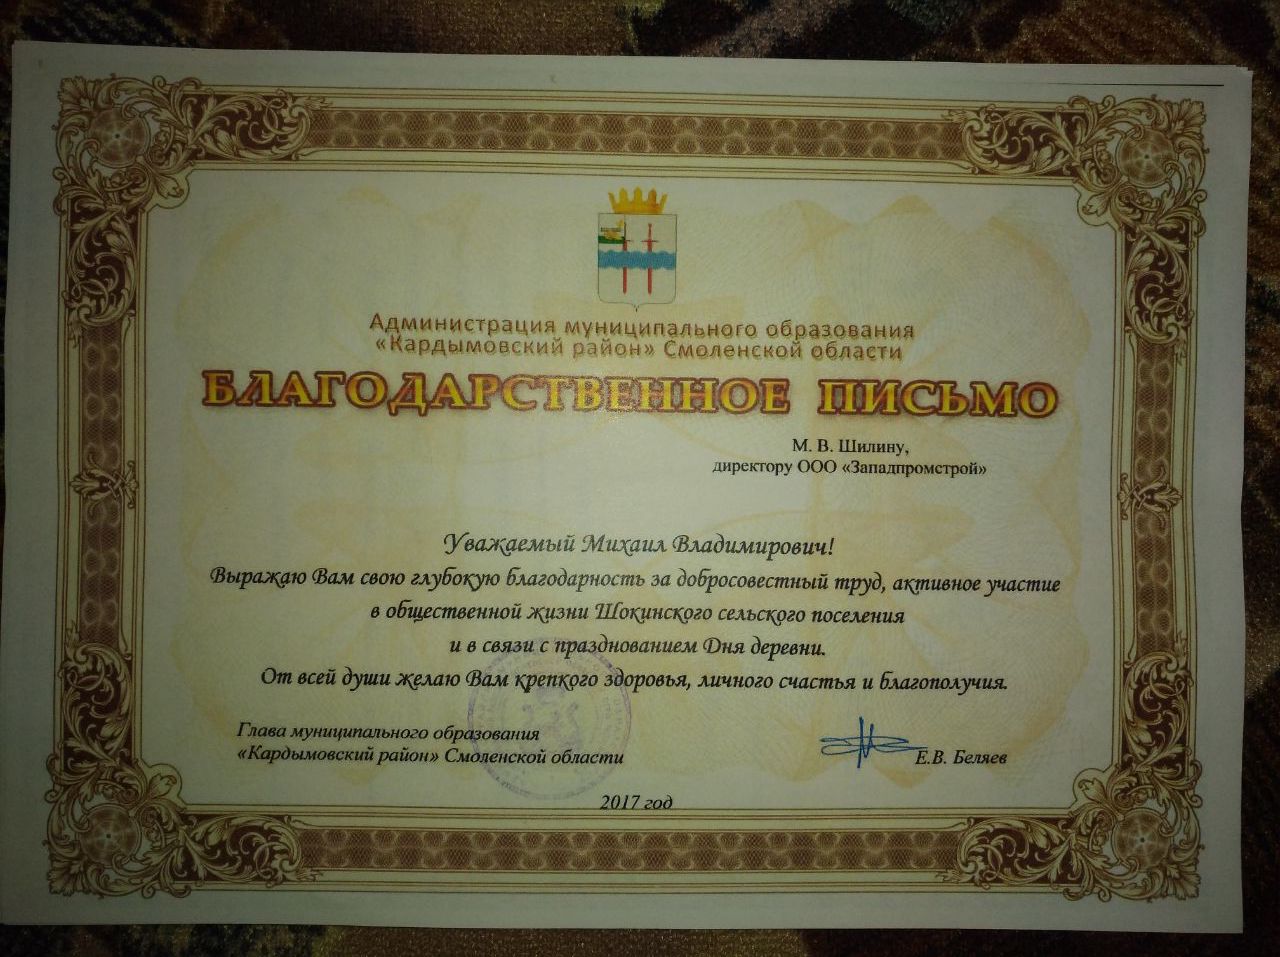 Администрация муниципального образования
«Кардымовский район» Смоленской области
БЛАГОДАРСТВЕННОЕ ПИСЬМО
М. В. Шилину,
директору ООО «Западпромстрой»
Уважаемый Михаил Владимирович!
Выражаю Вам свою глубокую благодарность за добросовестный труд, активное участие
в общественной жизни Шокинского сельского поселения
и в связи с празднованием Дня деревни.
От всей души желаю Вам крепкого здоровья, личного счастья и благополучия.
Глава муниципального образования
«Кардымовский район» Смоленской области
Е.В. Беляев
2017 год